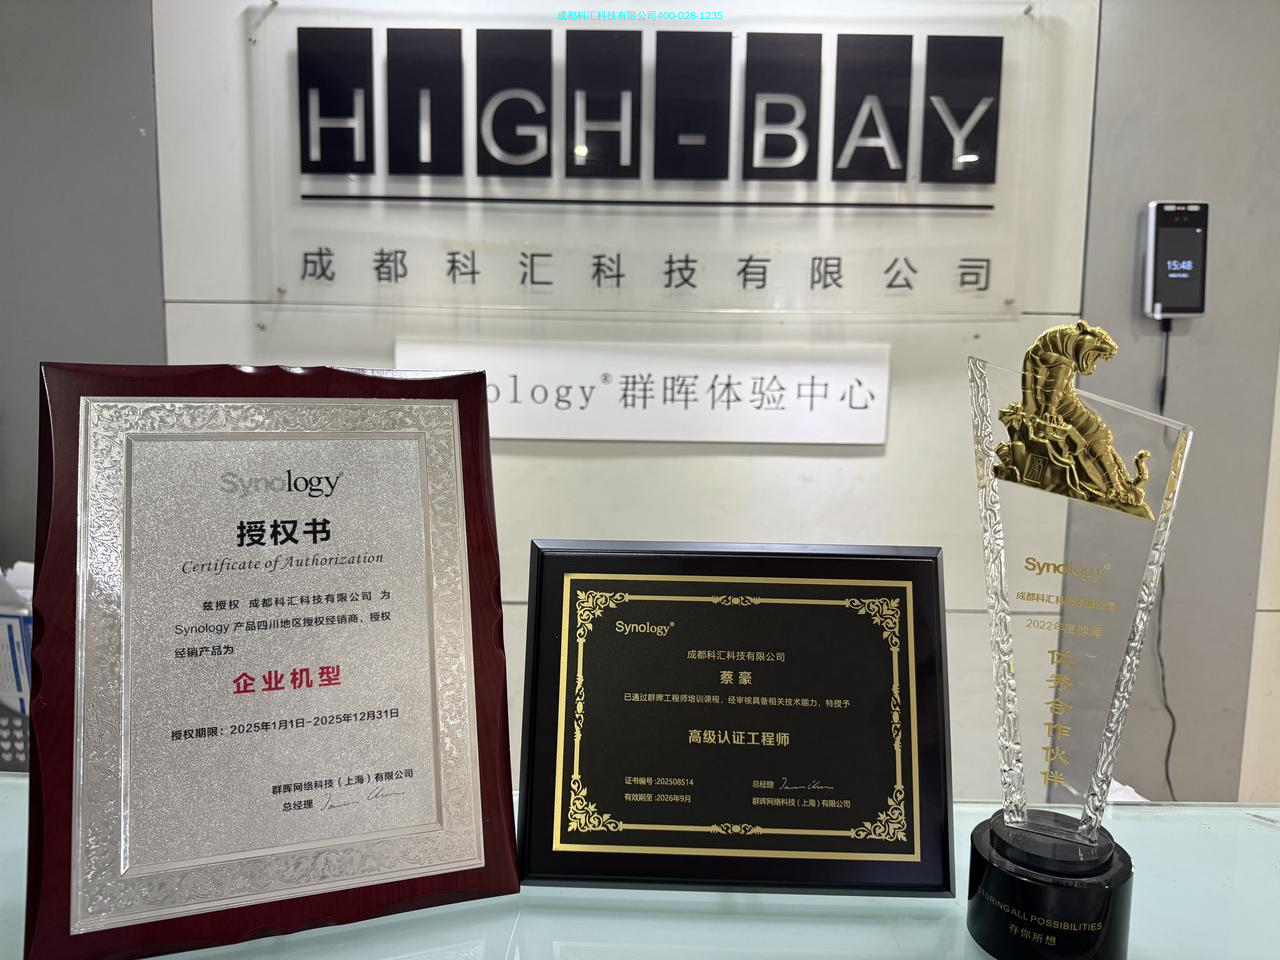 成都科汇科技有限公司400-028-1235
HIGH-BAY
成都科汇科技有限公司
ology®群晖体验中心
15:48
Synology®
授权书
Certificate of Authorization
兹授权 成都科汇科技有限公司 为
Synology 产品四川地区授权经销商，授权
经销产品为
企业机型
授权期限：2025年1月1日-2025年12月31日
群晖网络科技（上海）有限公司
总经理
Synology®
成都科汇科技有限公司
蔡豪
已通过群晖工程师培训课程，经审核具备相关技术能力，特授予
高级认证工程师
证书编号:202508S14
总经理
有效期至:2026年9月
群晖网络科技（上海）有限公司
Synology®
成都科汇科技有限公司
2022年度群晖
优秀合作伙伴
STORING ALL POSSIBILITIES
存你所想